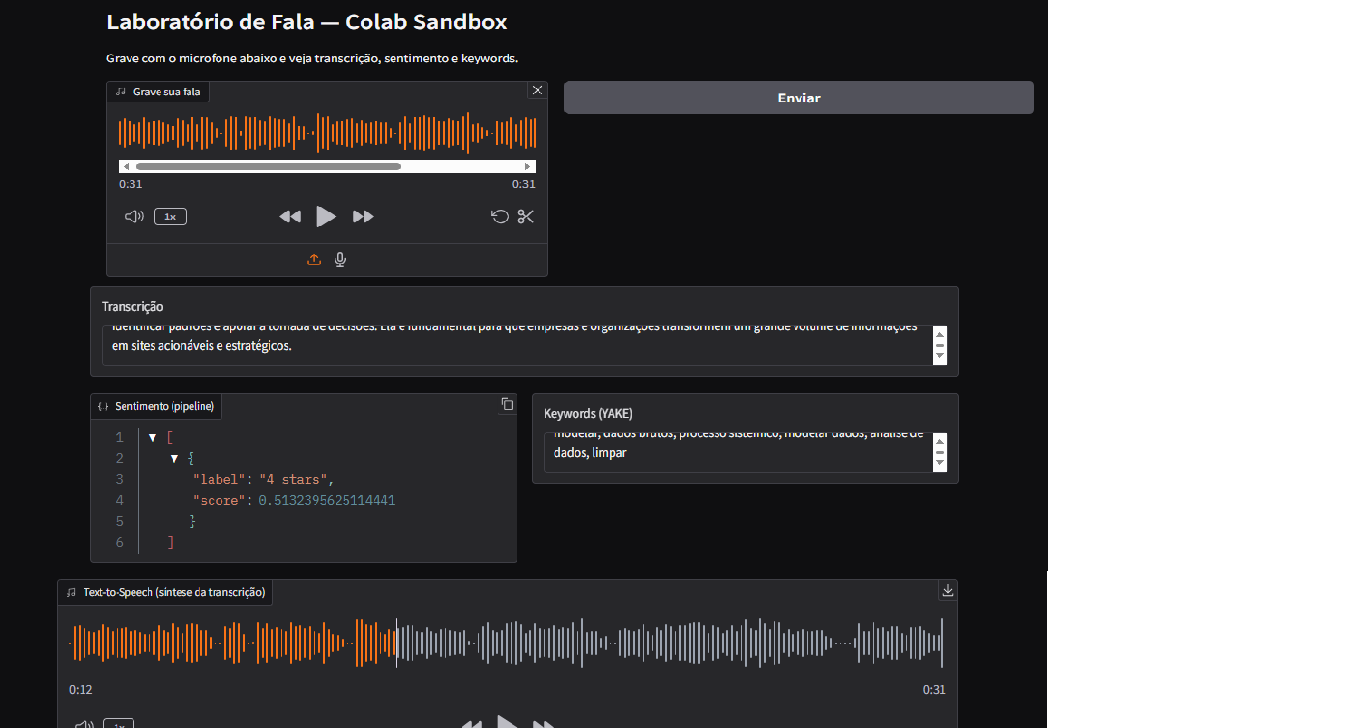 Laboratório de Fala — Colab Sandbox
Grave com o microfone abaixo e veja transcrição, sentimento e keywords.
Grave sua fala
Enviar
0:31
0:31
1x
Transcrição
identificar padrões e apoiar a tomada de decisões. Ela é fundamental para que empresas e organizações transformem um grande volume de informações
em sites acionáveis e estratégicos.
Sentimento (pipeline)
1 [
2 {
3 "label": "4 stars",
4 "score": 0.5132395625114441
5 }
6 ]
Keywords (YAKE)
modelar, dados brutos, processo sistêmico, modelar dados, análise de
dados, limpar
Text-to-Speech (síntese da transcrição)
0:12
0:31
1x